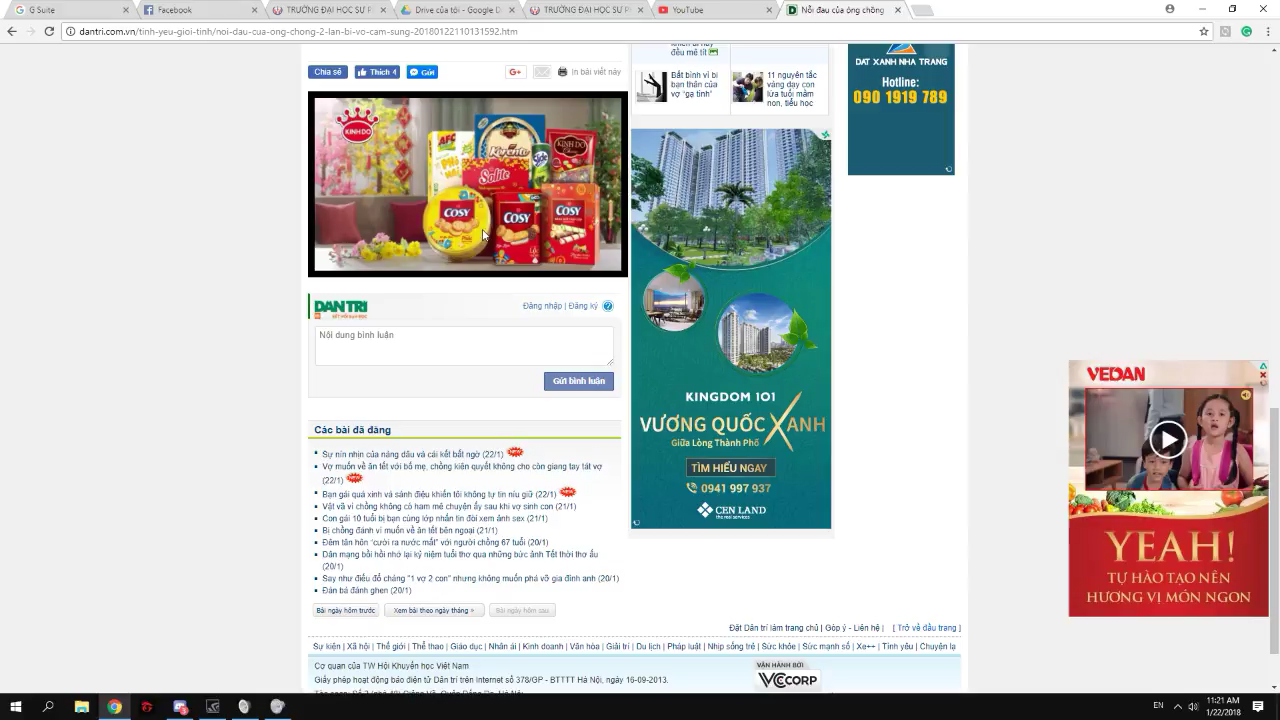 G Suite
Facebook
TRƯỜNG ĐẠI HỌC SƯ P
Drive của tôi - Google D
TRƯỜNG ĐẠI HỌC SƯ P
YouTube
Nỗi đau của ông chồng
dantri.com.vn/tinh-yeu-gioi-tinh/noi-dau-cua-ong-chong-2-lan-bi-vo-cam-sung-20180122110131592.htm
Chia sẻ
Thích 4
Gửi
G+
In bài viết này
KINH DO
AFC
Korento
KINH DO
Solite
COSY
COSY
COSY
DAN TRI
Đăng nhập | Đăng ký
Nội dung bình luận
Gửi bình luận
Các bài đã đăng
Sự nín nhịn của nàng dâu và cái kết bất ngờ (22/1)
Vợ muốn về ăn tết với bố mẹ, chồng kiên quyết không cho còn giang tay tát vợ
(22/1)
Bạn gái quá xinh và sành điệu khiến tôi không tự tin níu giữ (22/1)
Vật vã vì chồng không có ham mê chuyện ấy sau khi vợ sinh con (21/1)
Con gái 10 tuổi bị bạn cùng lớp nhắn tin đòi xem ảnh sex (21/1)
Bị chồng đánh vì muốn về ăn tết bên ngoại (21/1)
Đêm tân hôn “cười ra nước mắt” với người chồng 67 tuổi (20/1)
Dân mạng bồi hồi nhớ lại kỷ niệm tuổi thơ qua những bức ảnh Tết thời thơ ấu
(20/1)
Say như điếu đổ chàng "1 vợ 2 con" nhưng không muốn phá vỡ gia đình anh (20/1)
Đàn bà đánh ghen (20/1)
Bài ngày hôm trước
Xem bài theo ngày tháng
Bài ngày hôm sau
đều mê tít
Bất bình vì bị
bạn thân của
vợ “gạ tình”
11 nguyên tắc
vàng dạy con
lứa tuổi mầm
non, tiểu học
KINGDOM 101
VƯƠNG QUỐC XANH
Giữa Lòng Thành Phố
TÌM HIỂU NGAY
0941 997 937
CEN LAND
the real services
DAT XANH NHA TRANG
Hotline:
090 1919 789
VEDAN
YEAH!
TỰ HÀO TẠO NÊN
HƯƠNG VỊ MÓN NGON
Đặt Dân trí làm trang chủ | Góp ý - Liên hệ | [ Trở về đầu trang ]
Sự kiện | Xã hội | Thế giới | Thể thao | Giáo dục | Nhân ái | Kinh doanh | Văn hóa | Giải trí | Du lịch | Pháp luật | Nhịp sống trẻ | Sức khỏe | Sức mạnh số | Xe++ | Tình yêu | Chuyện lạ
Cơ quan của TW Hội Khuyến học Việt Nam
Giấy phép hoạt động báo điện tử Dân trí trên Internet số 378/GP - BTTTT Hà Nội, ngày 16-09-2013.
VẬN HÀNH BỞI
VCCORP
EN
11:21 AM
1/22/2018